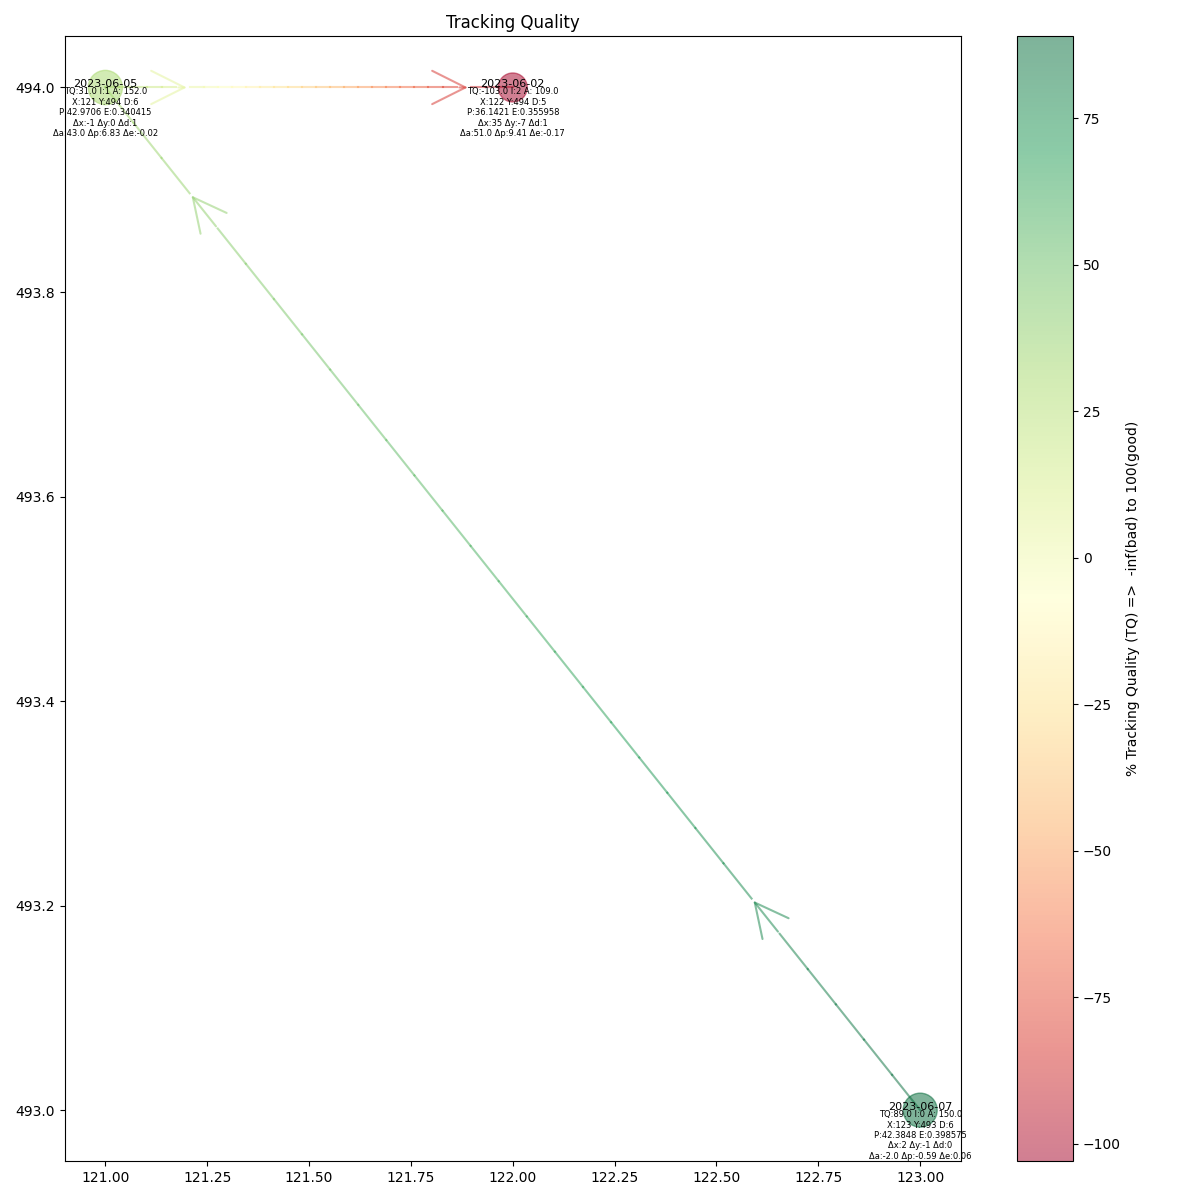 Tracking Quality
494.0
493.8
493.6
493.4
493.2
493.0
121.00
121.25
121.50
121.75
122.00
122.25
122.50
122.75
123.00
2023-06-05
TQ:31.0 I:1 A: 152.0
X:121 Y:494 D:6
P:42.9706 E:0.340415
Δx:-1 Δy:0 Δd:1
Δa:43.0 Δp:6.83 Δe:-0.02
2023-06-02
TQ:-103.0 I:2 A: 109.0
X:122 Y:494 D:5
P:36.1421 E:0.355958
Δx:35 Δy:-7 Δd:1
Δa:51.0 Δp:9.41 Δe:-0.17
2023-06-07
TQ:89.0 I:0 A: 150.0
X:123 Y:493 D:6
P:42.3848 E:0.398575
Δx:2 Δy:-1 Δd:0
Δa:-2.0 Δp:-0.59 Δe:0.06
75
50
25
0
−25
−50
−75
−100
% Tracking Quality (TQ) => -inf(bad) to 100(good)